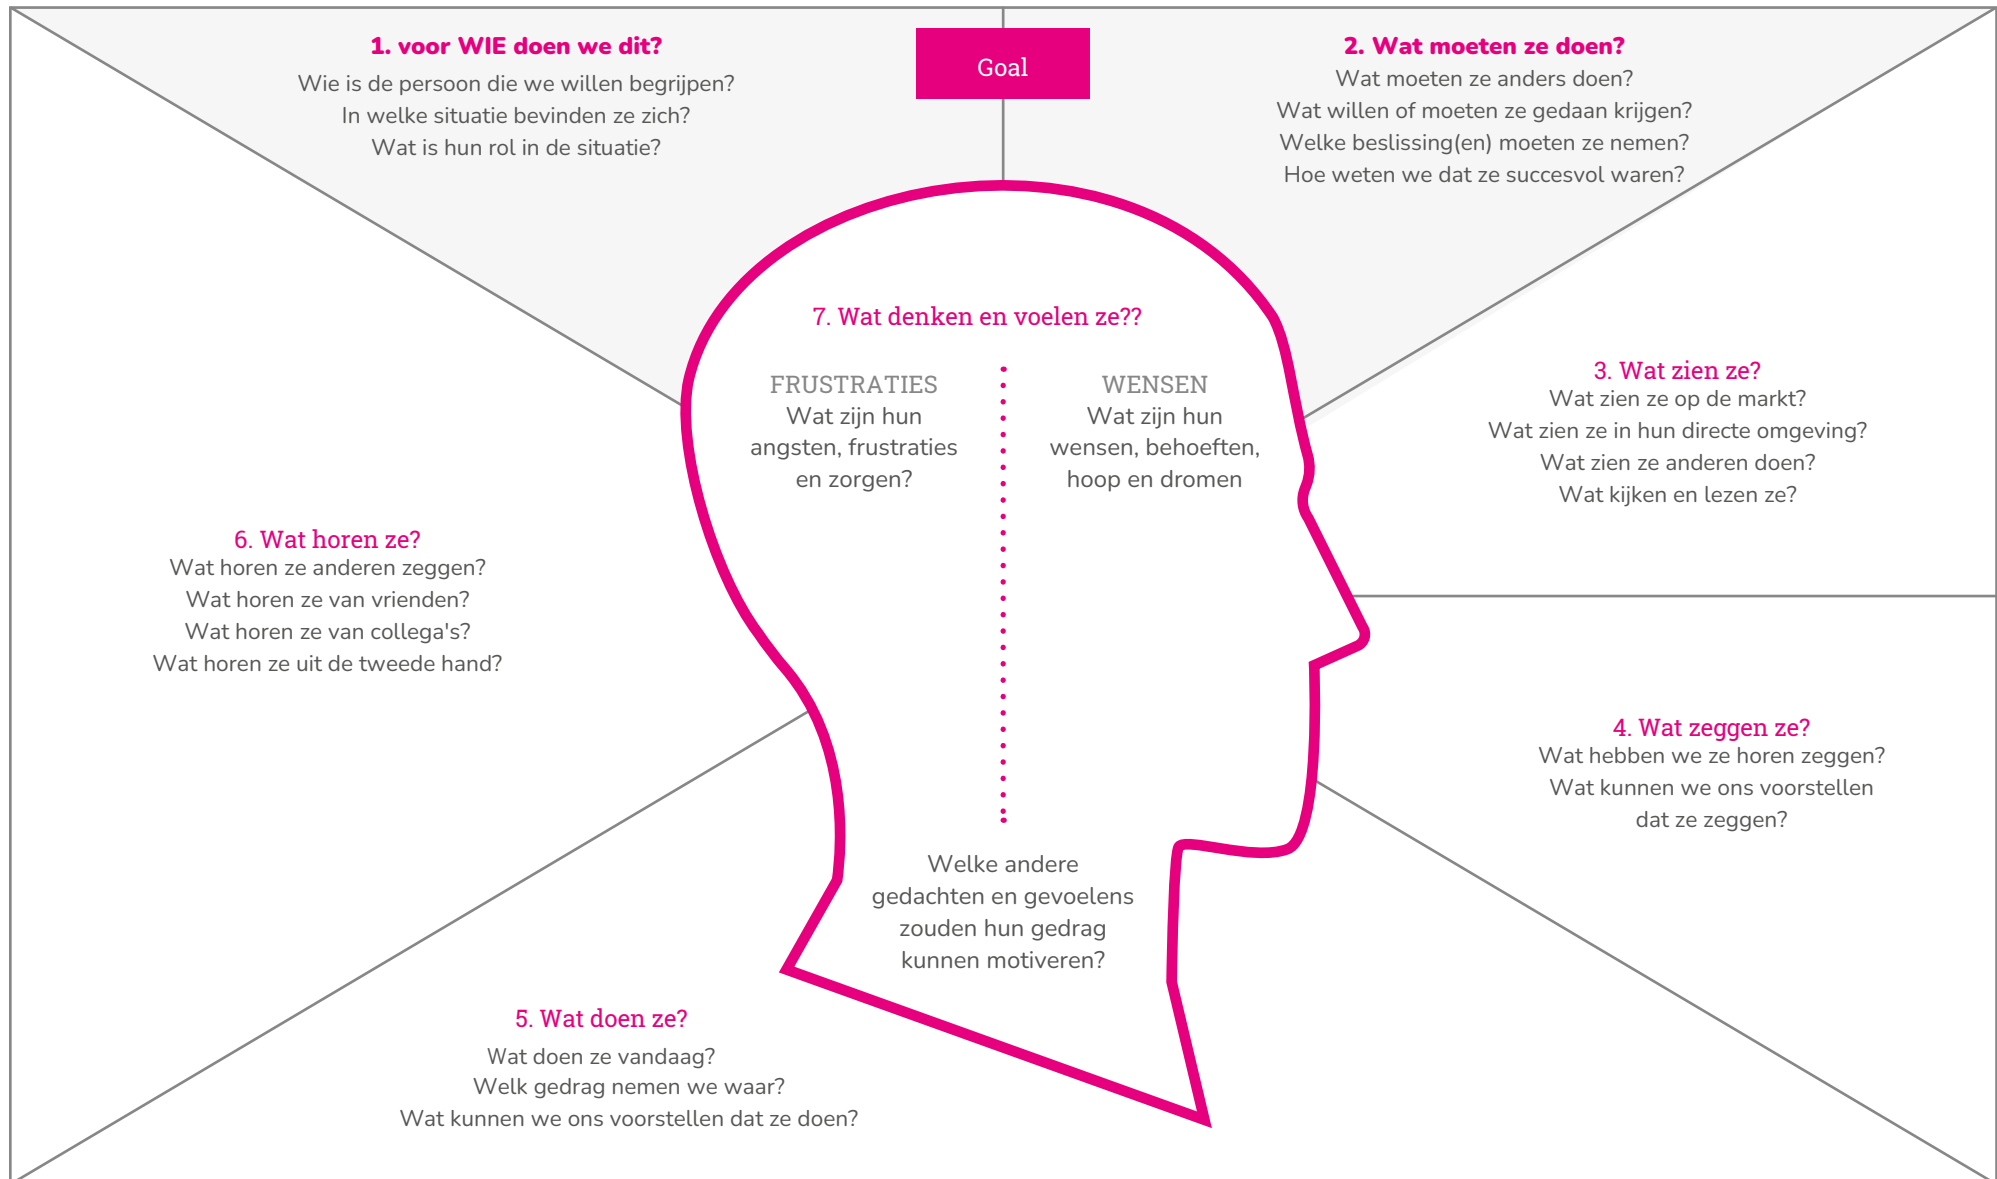 1. voor WIE doen we dit?
Wie is de persoon die we willen begrijpen?
In welke situatie bevinden ze zich?
Wat is hun rol in de situatie?
Goal
2. Wat moeten ze doen?
Wat moeten ze anders doen?
Wat willen of moeten ze gedaan krijgen?
Welke beslissing(en) moeten ze nemen?
Hoe weten we dat ze succesvol waren?
3. Wat zien ze?
Wat zien ze op de markt?
Wat zien ze in hun directe omgeving?
Wat zien ze anderen doen?
Wat kijken en lezen ze?
4. Wat zeggen ze?
Wat hebben we ze horen zeggen?
Wat kunnen we ons voorstellen
dat ze zeggen?
5. Wat doen ze?
Wat doen ze vandaag?
Welk gedrag nemen we waar?
Wat kunnen we ons voorstellen dat ze doen?
6. Wat horen ze?
Wat horen ze anderen zeggen?
Wat horen ze van vrienden?
Wat horen ze van collega's?
Wat horen ze uit de tweede hand?
7. Wat denken en voelen ze??
FRUSTRATIES
Wat zijn hun
angsten, frustraties
en zorgen?
WENSEN
Wat zijn hun
wensen, behoeften,
hoop en dromen
Welke andere
gedachten en gevoelens
zouden hun gedrag
kunnen motiveren?